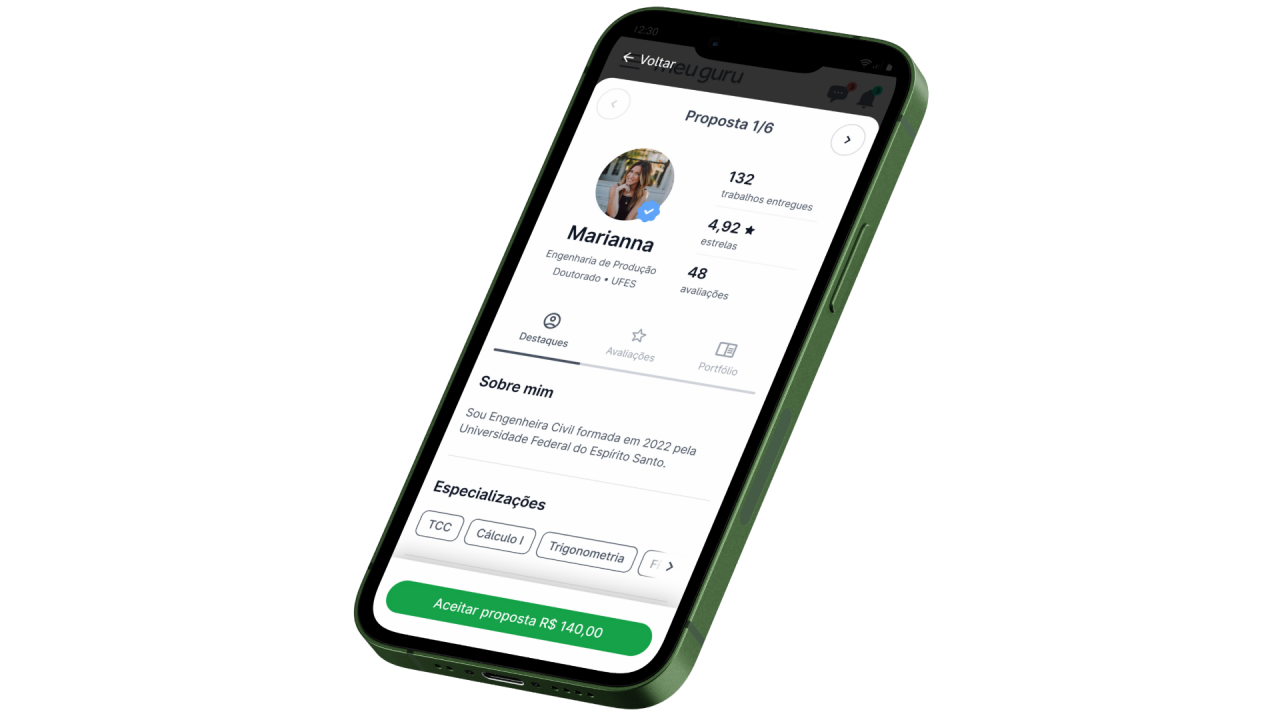 12:30
← Voltar
meuguru
Proposta 1/6
132
trabalhos entregues
4,92 ★
estrelas
48
avaliações
Marianna
Engenharia de Produção
Doutorado • UFES
Destaques
Avaliações
Portfólio
Sobre mim
Sou Engenheira Civil formada em 2022 pela
Universidade Federal do Espírito Santo.
Especializações
TCC
Cálculo I
Trigonometria
Aceitar proposta R$ 140,00